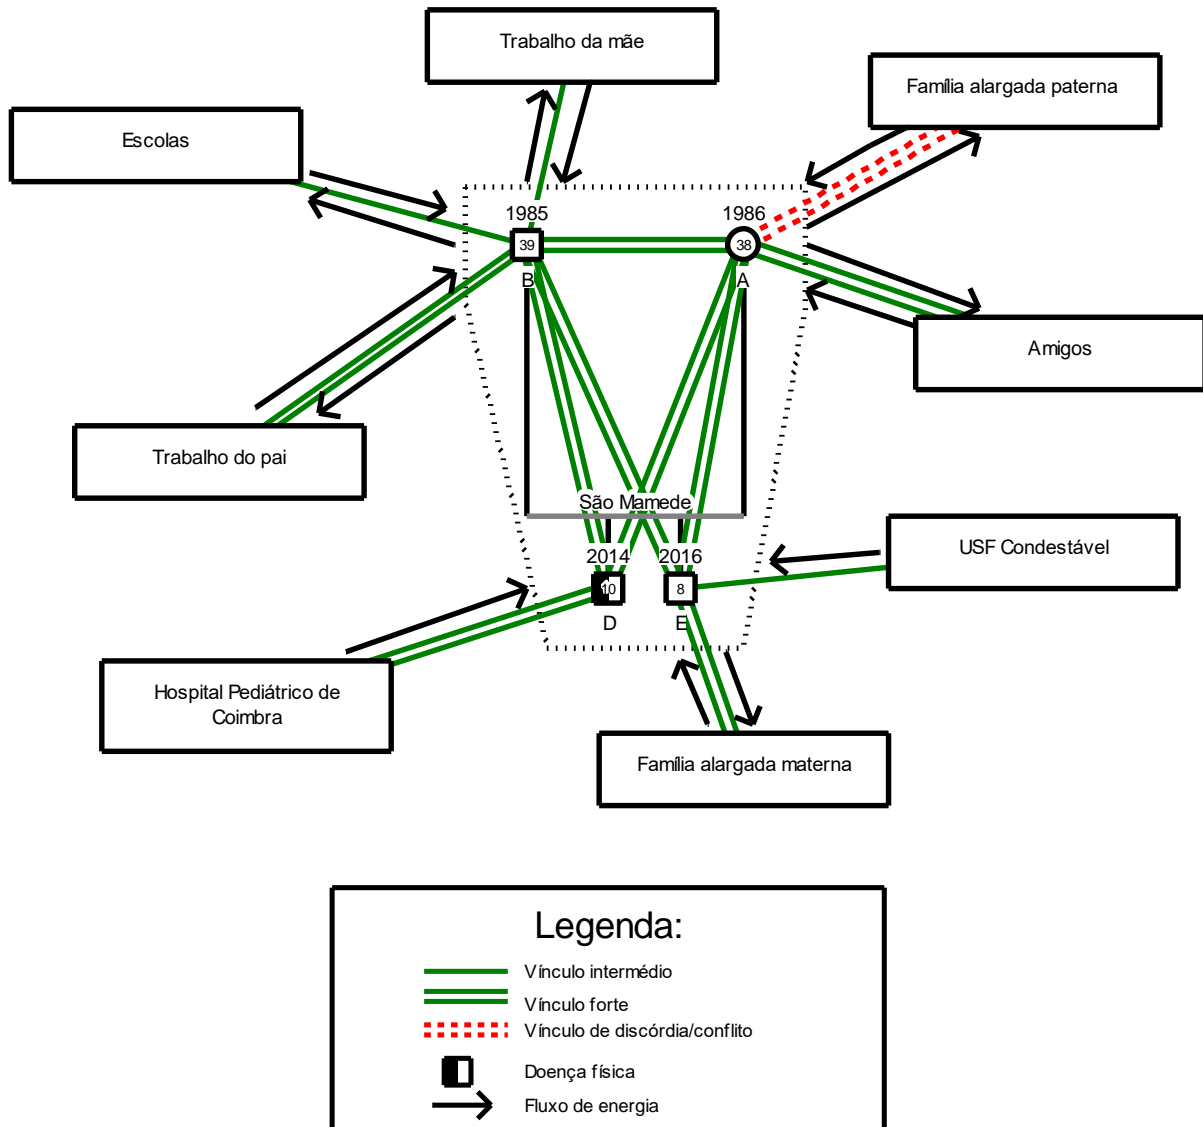 Trabalho da mãe
Família alargada paterna
Escolas
1985
1986
39
38
B
A
Amigos
Trabalho do pai
São Mamede
2014
2016
USF Condestável
10
8
D
E
Hospital Pediátrico de
Coimbra
Família alargada materna
Legenda:
Vínculo intermédio
Vínculo forte
Vínculo de discórdia/conflito
Doença física
Fluxo de energia